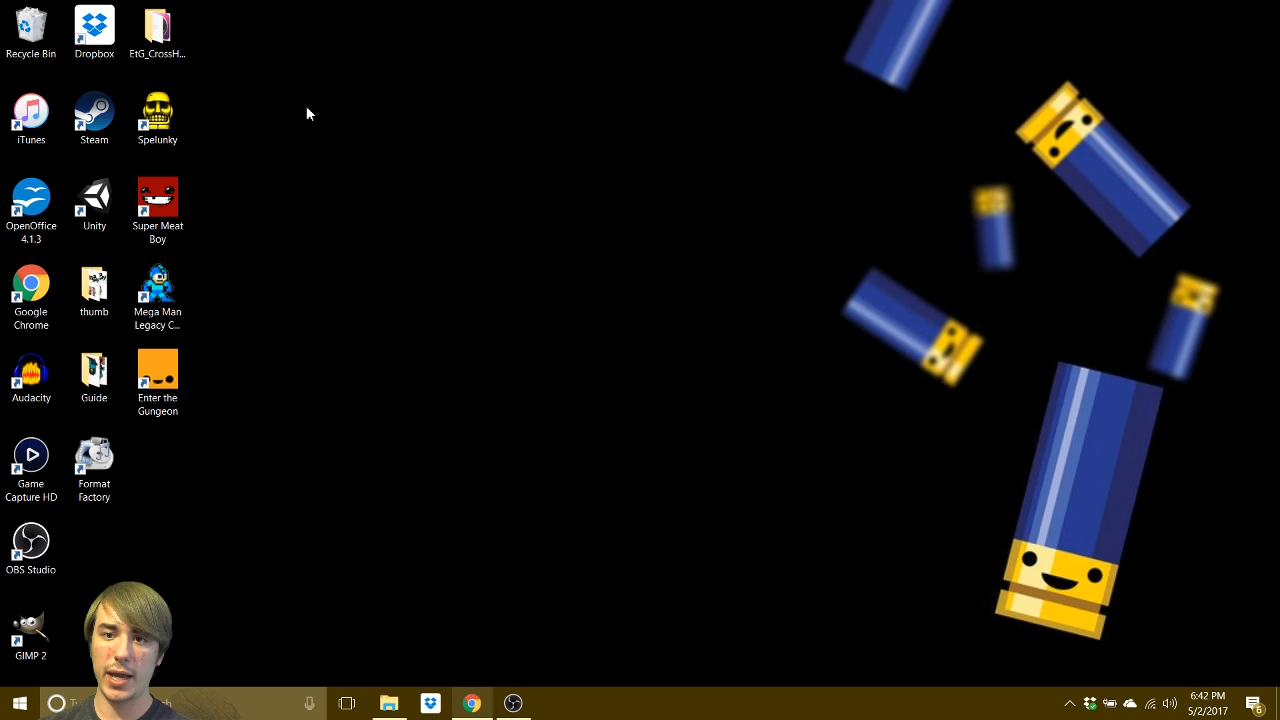 Recycle Bin
Dropbox
EtG_CrossH...
iTunes
Steam
Spelunky
OpenOffice
4.1.3
Unity
Super Meat
Boy
Google
Chrome
thumb
Mega Man
Legacy C...
Audacity
Guide
Enter the
Gungeon
Game
Capture HD
Format
Factory
OBS Studio
GIMP 2
6:42 PM
5/2/2017
6